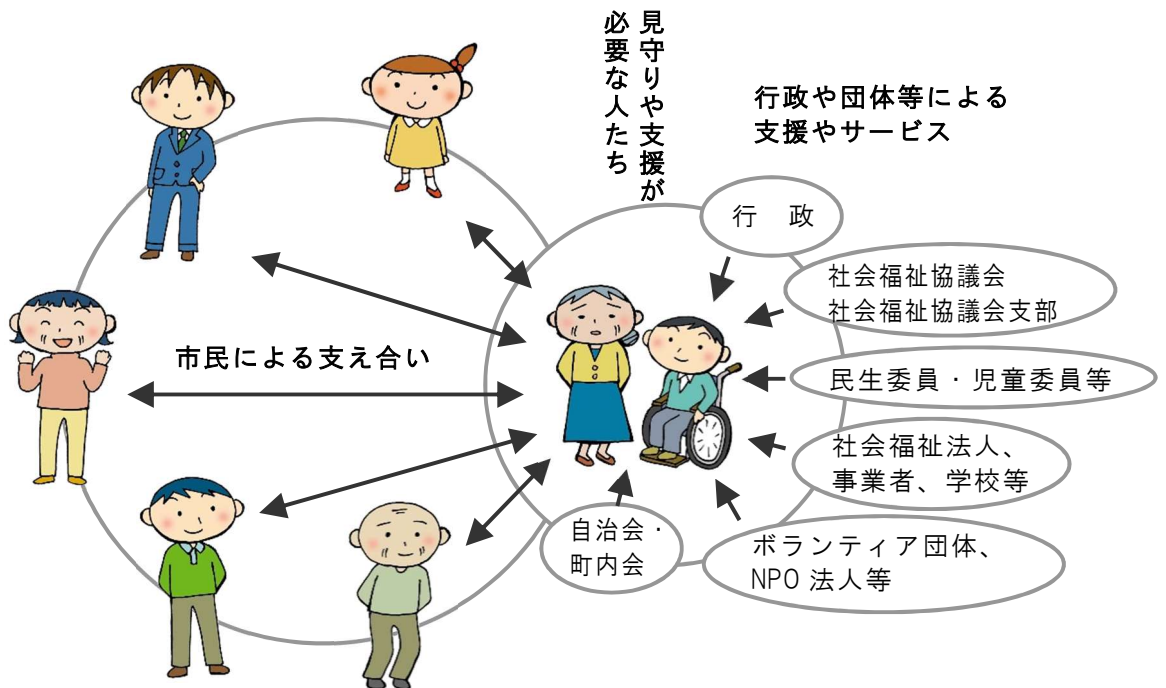 見守りや支援が
必要な人たち
行政や団体等による
支援やサービス
行　政
社会福祉協議会
社会福祉協議会支部
市民による支え合い
民生委員・児童委員等
社会福祉法人、
事業者、学校等
自治会・
町内会
ボランティア団体、
NPO 法人等